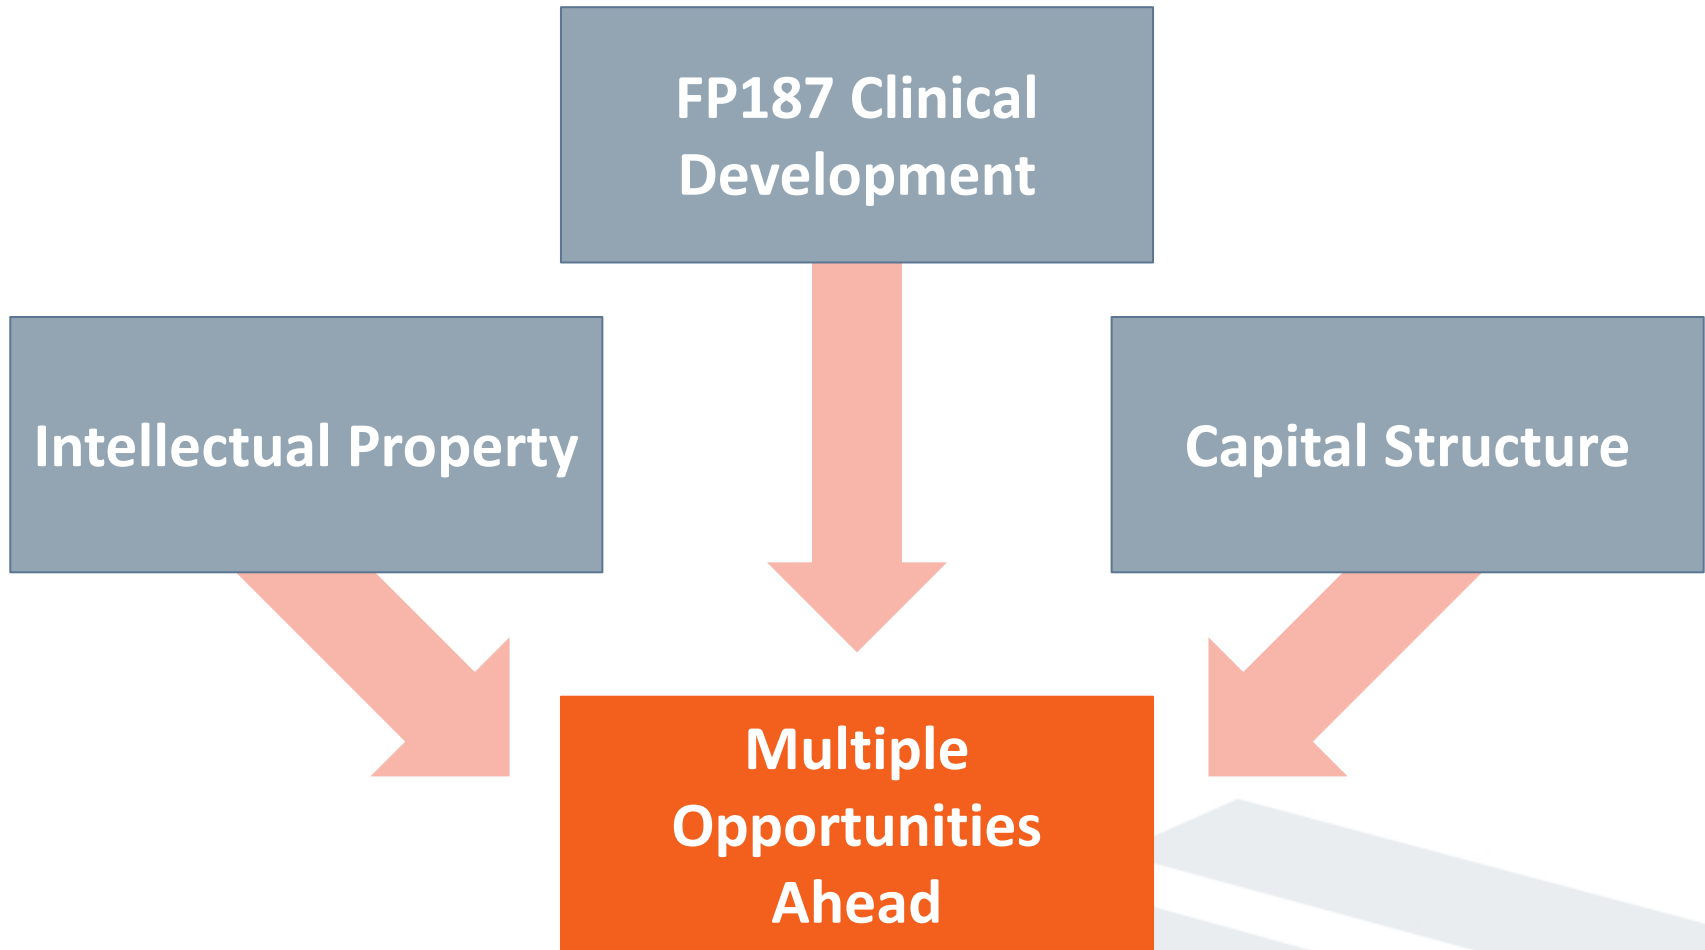 FP187 Clinical
Development
Intellectual Property
Capital Structure
Multiple
Opportunities
Ahead